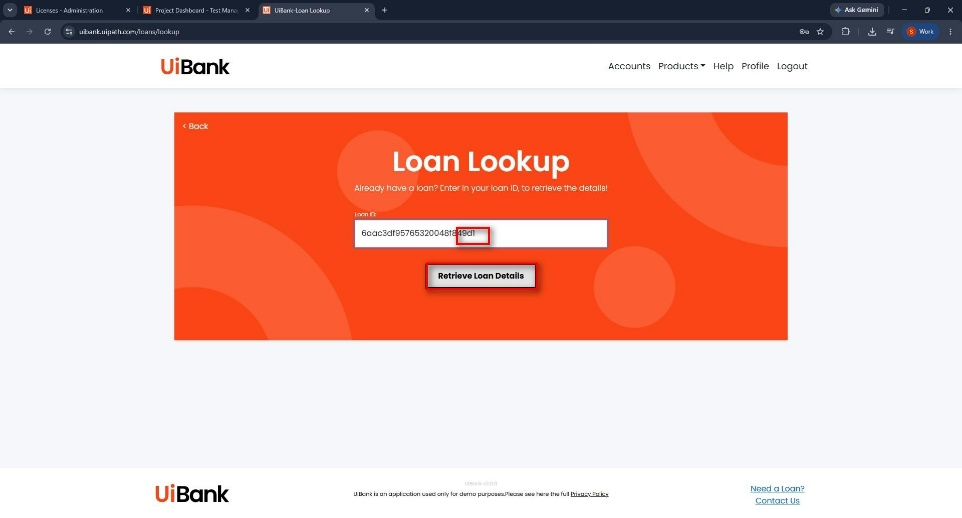 Licenses - Administration
Project Dashboard - Test Mana
UiBank-Loan Lookup
Ask Gemini
uibank.uipath.com/loans/lookup
S Work
UiBank
Accounts Products Help Profile Logout
< Back
Loan Lookup
Already have a loan? Enter in your loan ID, to retrieve the details!
Loan ID:
Retrieve Loan Details
UiBank
UiBank is an application used only for demo purposes.Please see here the full Privacy Policy
Need a Loan?
Contact Us